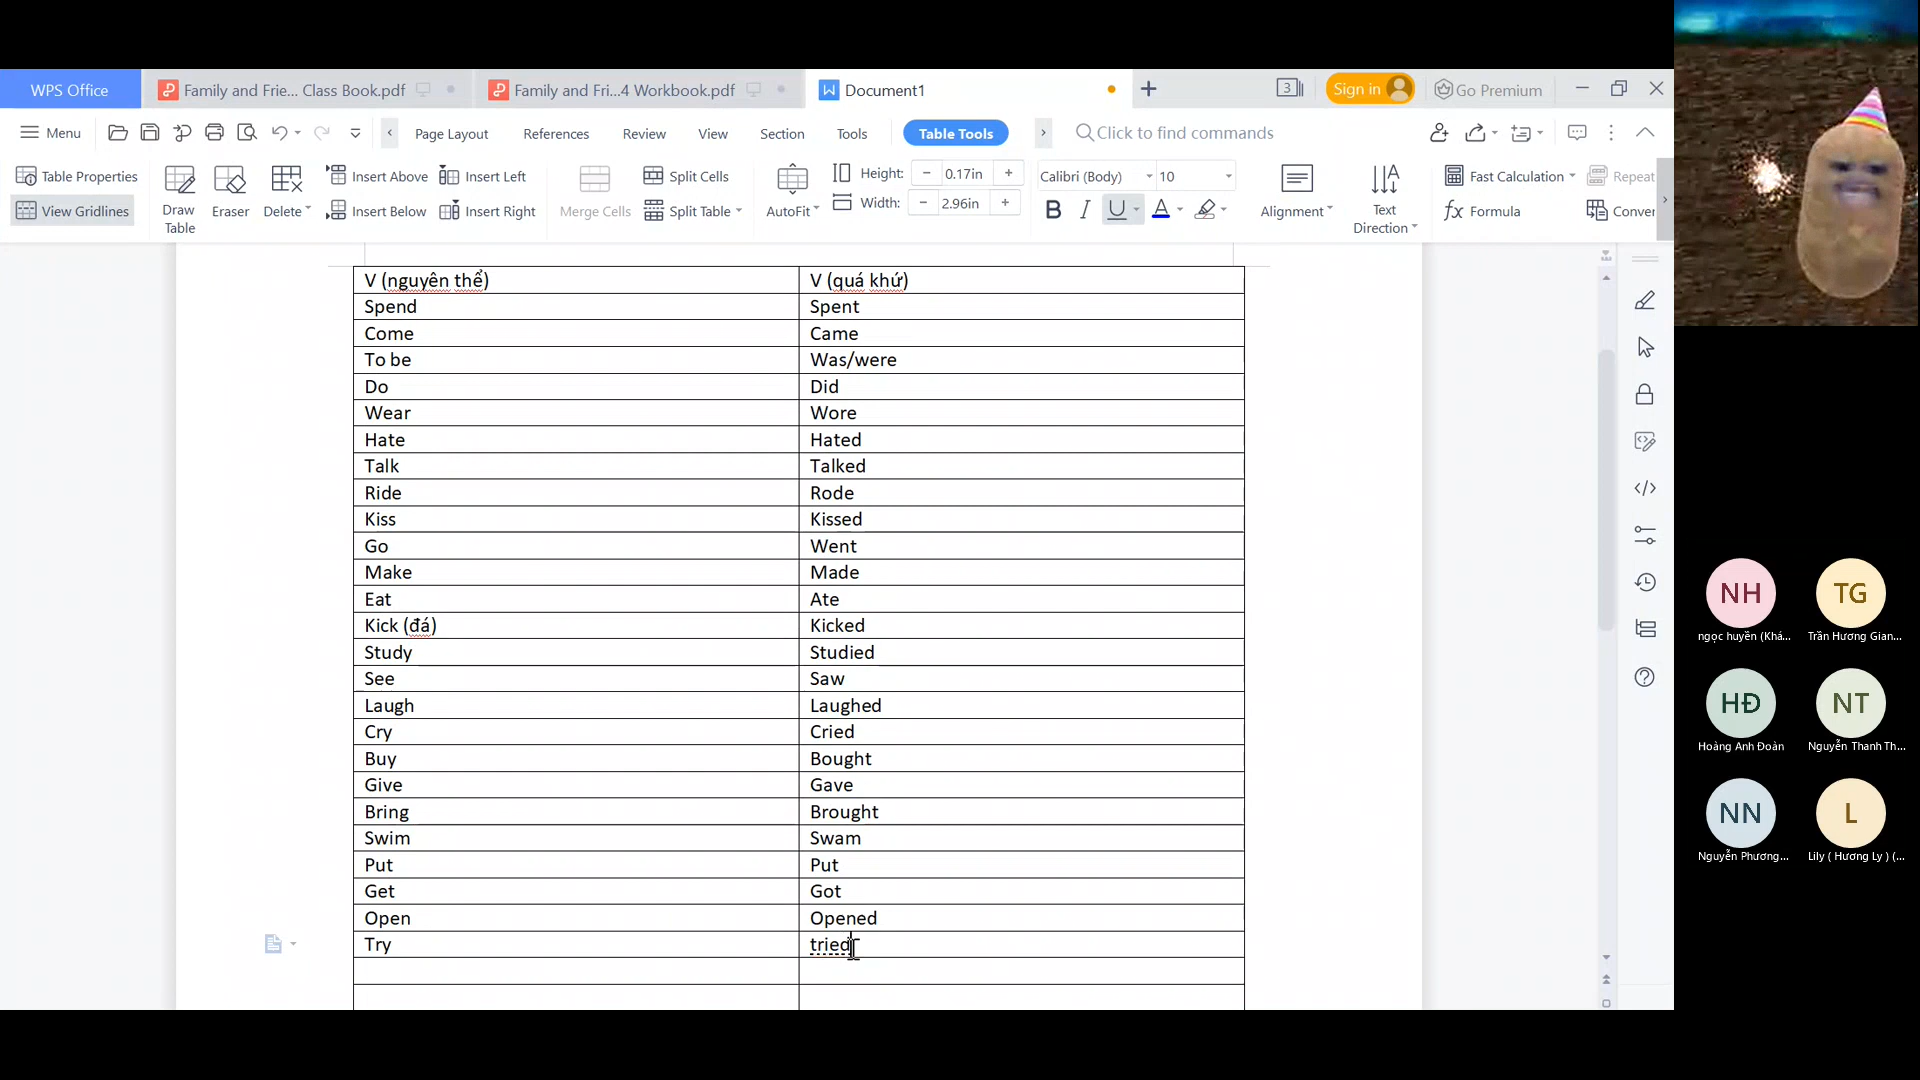 WPS Office
Family and Frie... Class Book.pdf
Family and Fri...4 Workbook.pdf
Document1
3
Sign in
Go Premium
Menu
Page Layout
References
Review
View
Section
Tools
Table Tools
Click to find commands
Table Properties
View Gridlines
Draw Table
Eraser
Delete
Insert Above
Insert Below
Insert Left
Insert Right
Merge Cells
Split Cells
Split Table
AutoFit
Height: 0.17in
Width: 2.96in
Calibri (Body) 10
B I U A
Alignment
Text Direction
Fast Calculation
fx Formula
Repeat
Conver
V (nguyên thể) V (quá khứ)
Spend Spent
Come Came
To be Was/were
Do Did
Wear Wore
Hate Hated
Talk Talked
Ride Rode
Kiss Kissed
Go Went
Make Made
Eat Ate
Kick (đá) Kicked
Study Studied
See Saw
Laugh Laughed
Cry Cried
Buy Bought
Give Gave
Bring Brought
Swim Swam
Put Put
Get Got
Open Opened
Try tried
NH TG
ngọc huyền (Khá... Trần Hương Gian...
HĐ NT
Hoàng Anh Đoàn Nguyễn Thanh Th...
NN L
Nguyễn Phương... Lily ( Hương Ly ) (...